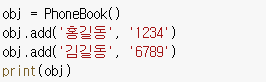 obj = PhoneBook()
obj.add('홍길동', '1234')
obj.add('김길동', '6789')
print(obj)